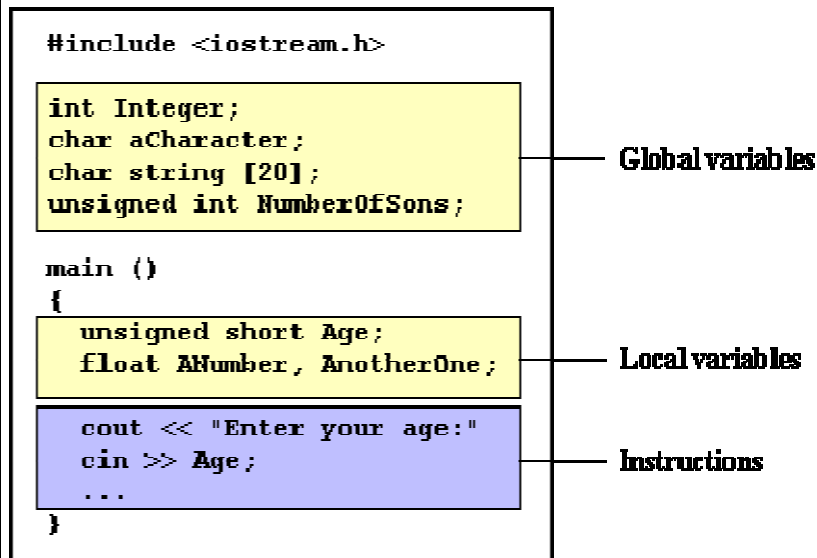 #include <iostream.h>
int Integer;
char aCharacter;
char string [20];
unsigned int NumberOfSons;
Global variables
main ()
{
unsigned short Age;
float ANumber, AnotherOne;
Local variables
cout << "Enter your age:"
cin >> Age;
...
Instructions
}